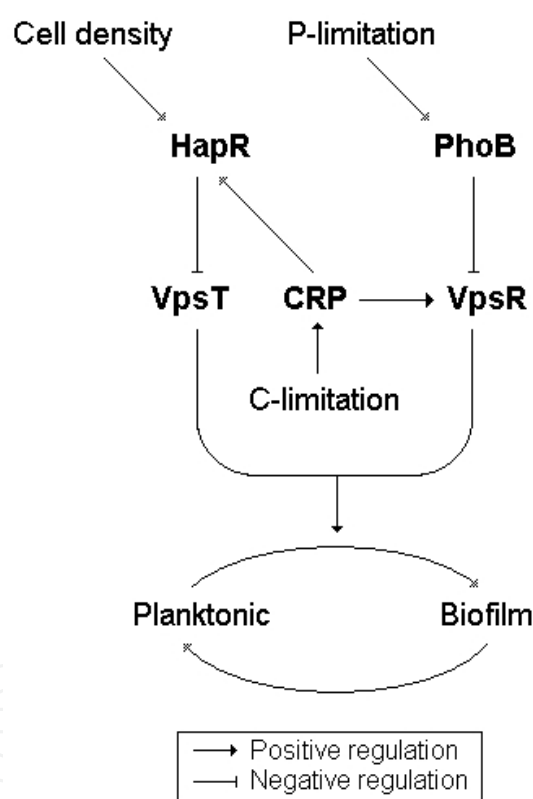 Cell density P-limitation
HapR PhoB
VpsT CRP VpsR
C-limitation
Planktonic Biofilm
Positive regulation
Negative regulation